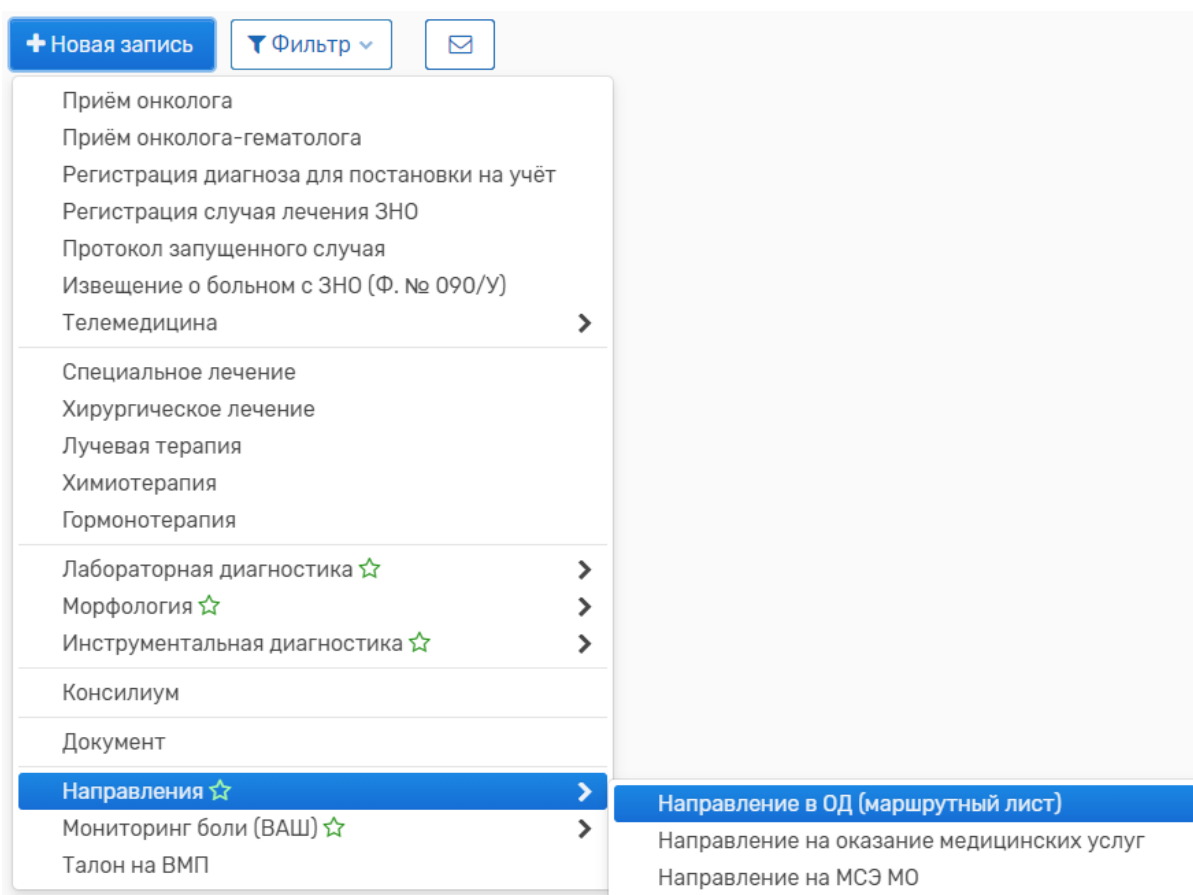 Новая запись
Фильтр
Приём онколога
Приём онколога-гематолога
Регистрация диагноза для постановки на учёт
Регистрация случая лечения ЗНО
Протокол запущенного случая
Извещение о больном с ЗНО (Ф. № 090/У)
Телемедицина
Специальное лечение
Хирургическое лечение
Лучевая терапия
Химиотерапия
Гормонотерапия
Лабораторная диагностика
Морфология
Инструментальная диагностика
Консилиум
Документ
Направления
Мониторинг боли (ВАШ)
Талон на ВМП
Направление в ОД (маршрутный лист)
Направление на оказание медицинских услуг
Направление на МСЭ МО